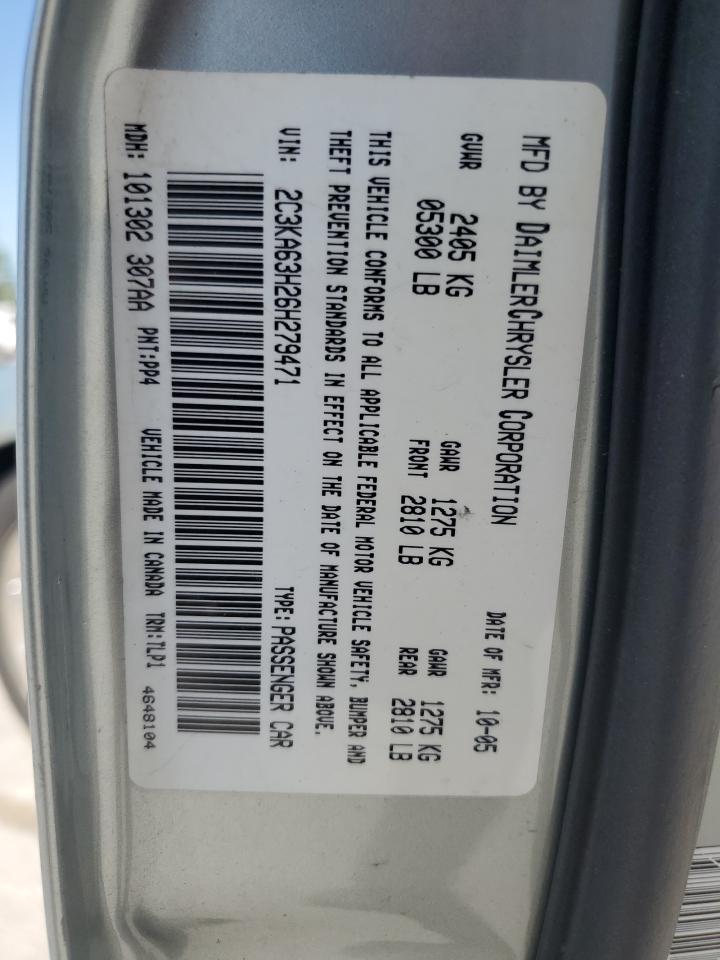 MFD BY DAIMLERCHRYSLER CORPORATION
DATE OF MFR: 10-05
GVWR 2405 KG
05300 LB
GAWR 1275 KG
FRONT 2810 LB
GAWR 1275 KG
REAR 2810 LB
THIS VEHICLE CONFORMS TO ALL APPLICABLE FEDERAL MOTOR VEHICLE SAFETY, BUMPER AND
THEFT PREVENTION STANDARDS IN EFFECT ON THE DATE OF MANUFACTURE SHOWN ABOVE.
VIN: 2C3KA63H26H279471
TYPE: PASSENGER CAR
MDH: 101302 307AA PNT:PP4 VEHICLE MADE IN CANADA TRM:TLP1 4648104